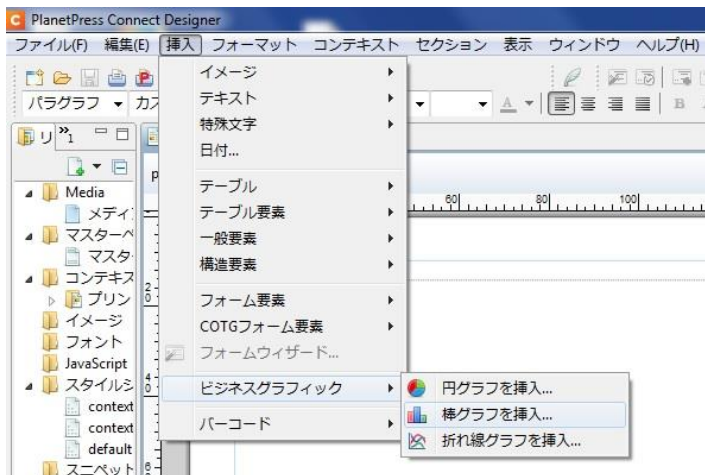 PlanetPress Connect Designer
ファイル(F) 編集(E) 挿入 フォーマット コンテキスト セクション 表示 ウィンドウ ヘルプ(H)
パラグラフ
イメージ
テキスト
特殊文字
日付...
テーブル
テーブル要素
一般要素
構造要素
フォーム要素
COTGフォーム要素
フォームウィザード...
ビジネスグラフィック
バーコード
円グラフを挿入...
棒グラフを挿入...
折れ線グラフを挿入...
A
B
リ
1
60
80
100
Media
メディ
マスターペ
マスタ
コンテキス
プリン
イメージ
フォント
JavaScript
スタイルシ
context
context
default
スニペット